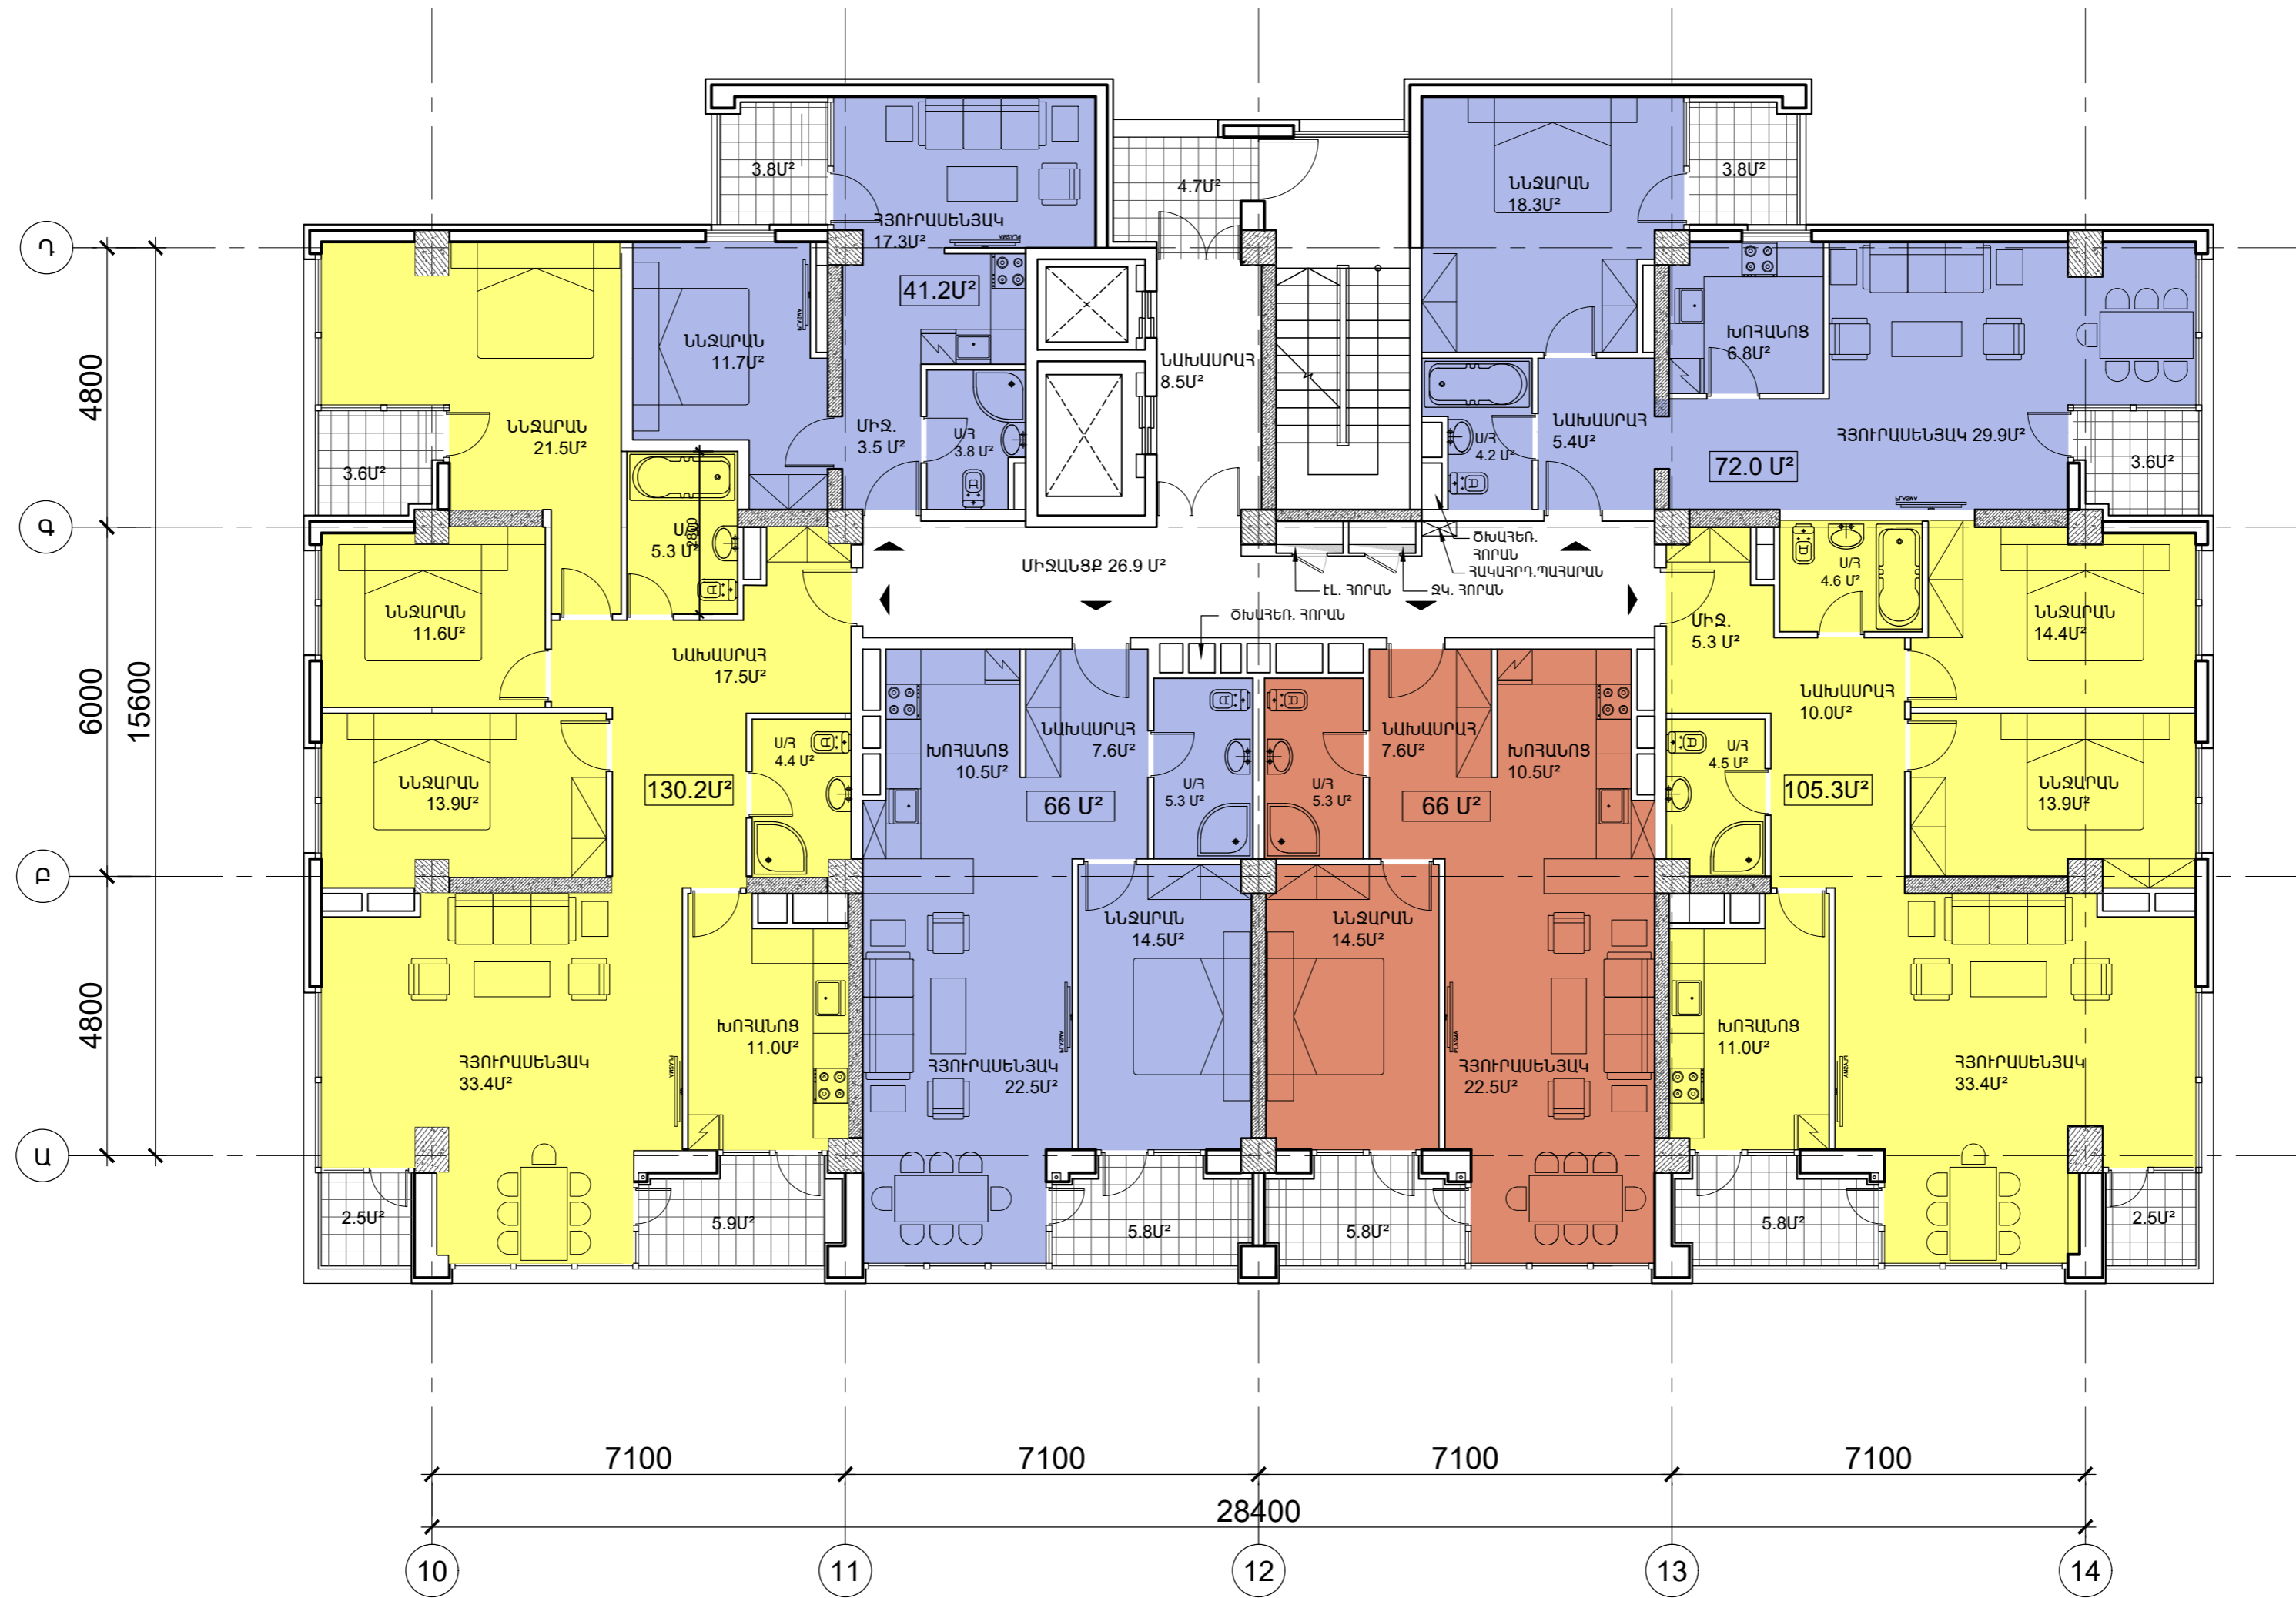 3.8Մ²
ՀՅՈՒՐԱՍԵՆՅԱԿ
17.3Մ²
PLASMA
41.2Մ²
4.7Մ²
ՆՆՋԱՐԱՆ
18.3Մ²
3.8Մ²
Դ
4800
ՆՆՋԱՐԱՆ
11.7Մ²
PLASMA
ՆԱԽԱՍՐԱՀ
8.5Մ²
ԽՈՀԱՆՈՑ
6.8Մ²
ՆՆՋԱՐԱՆ
21.5Մ²
3.6Մ²
ՄԻՋ.
3.5 Մ²
Ս/Հ
3.8 Մ²
Ս/Հ
4.2 Մ²
ՆԱԽԱՍՐԱՀ
5.4Մ²
ՀՅՈՒՐԱՍԵՆՅԱԿ 29.9Մ²
72.0 Մ²
3.6Մ²
PLASMA
Գ
5.3 Մ²
2800
ՄԻՋԱՆՑՔ 26.9 Մ²
ԾԽԱՀԵՌ.
ՀՈՐԱՆ
ՀԱԿԱՀՐԴ.ՊԱՀԱՐԱՆ
ԷԼ. ՀՈՐԱՆ
ՋԿ. ՀՈՐԱՆ
ԾԽԱՀԵՌ. ՀՈՐԱՆ
Ս/Հ
4.6 Մ²
ՆՆՋԱՐԱՆ
11.6Մ²
ՄԻՋ.
5.3 Մ²
ՆՆՋԱՐԱՆ
14.4Մ²
6000
15600
ՆԱԽԱՍՐԱՀ
17.5Մ²
ՆԱԽԱՍՐԱՀ
10.0Մ²
ԽՈՀԱՆՈՑ
10.5Մ²
ՆԱԽԱՍՐԱՀ
7.6Մ²
ՆԱԽԱՍՐԱՀ
7.6Մ²
ԽՈՀԱՆՈՑ
10.5Մ²
Ս/Հ
4.4 Մ²
Ս/Հ
4.5 Մ²
ՆՆՋԱՐԱՆ
13.9Մ²
130.2Մ²
66 Մ²
Ս/Հ
5.3 Մ²
Ս/Հ
5.3 Մ²
66 Մ²
105.3Մ²
ՆՆՋԱՐԱՆ
13.9Մ²
Բ
4800
ՆՆՋԱՐԱՆ
14.5Մ²
ՆՆՋԱՐԱՆ
14.5Մ²
ԽՈՀԱՆՈՑ
11.0Մ²
ԽՈՀԱՆՈՑ
11.0Մ²
ՀՅՈՒՐԱՍԵՆՅԱԿ
33.4Մ²
PLASMA
ՀՅՈՒՐԱՍԵՆՅԱԿ
22.5Մ²
PLASMA
PLASMA
ՀՅՈՒՐԱՍԵՆՅԱԿ
22.5Մ²
PLASMA
ՀՅՈՒՐԱՍԵՆՅԱԿ
33.4Մ²
Ա
2.5Մ²
5.9Մ²
5.8Մ²
5.8Մ²
5.8Մ²
2.5Մ²
7100
7100
7100
7100
28400
10
11
12
13
14